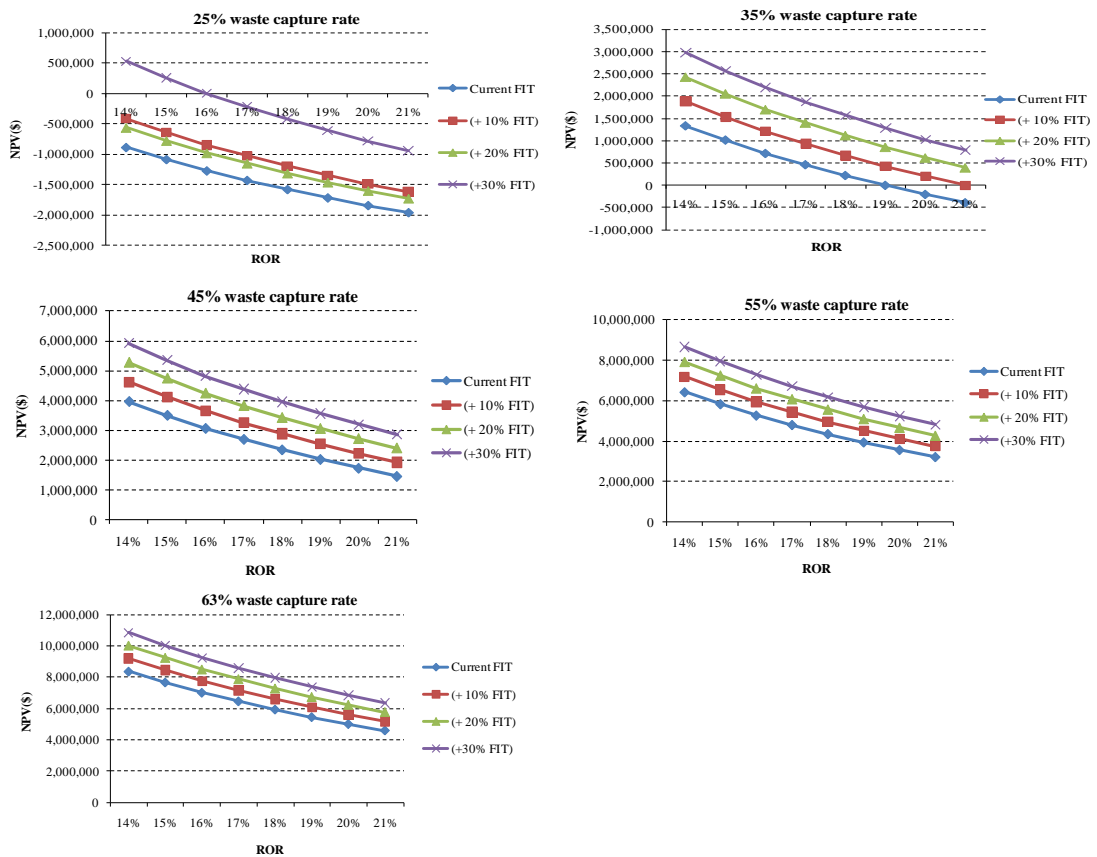 25% waste capture rate
1,000,000
500,000
0
-500,000
-1,000,000
-1,500,000
-2,000,000
-2,500,000
NPV($)
14% 15% 16% 17% 18% 19% 20% 21%
ROR
Current FIT
(+ 10% FIT)
(+ 20% FIT)
(+30% FIT)
35% waste capture rate
3,500,000
3,000,000
2,500,000
2,000,000
1,500,000
1,000,000
500,000
0
-500,000
-1,000,000
NPV($)
14% 15% 16% 17% 18% 19% 20% 21%
ROR
Current FIT
(+ 10% FIT)
(+ 20% FIT)
(+30% FIT)
45% waste capture rate
7,000,000
6,000,000
5,000,000
4,000,000
3,000,000
2,000,000
1,000,000
0
NPV($)
14% 15% 16% 17% 18% 19% 20% 21%
ROR
Current FIT
(+ 10% FIT)
(+ 20% FIT)
(+30% FIT)
55% waste capture rate
10,000,000
8,000,000
6,000,000
4,000,000
2,000,000
0
NPV($)
14% 15% 16% 17% 18% 19% 20% 21%
ROR
Current FIT
(+ 10% FIT)
(+ 20% FIT)
(+30% FIT)
63% waste capture rate
12,000,000
10,000,000
8,000,000
6,000,000
4,000,000
2,000,000
0
NPV($)
14% 15% 16% 17% 18% 19% 20% 21%
ROR
Current FIT
(+ 10% FIT)
(+ 20% FIT)
(+30% FIT)